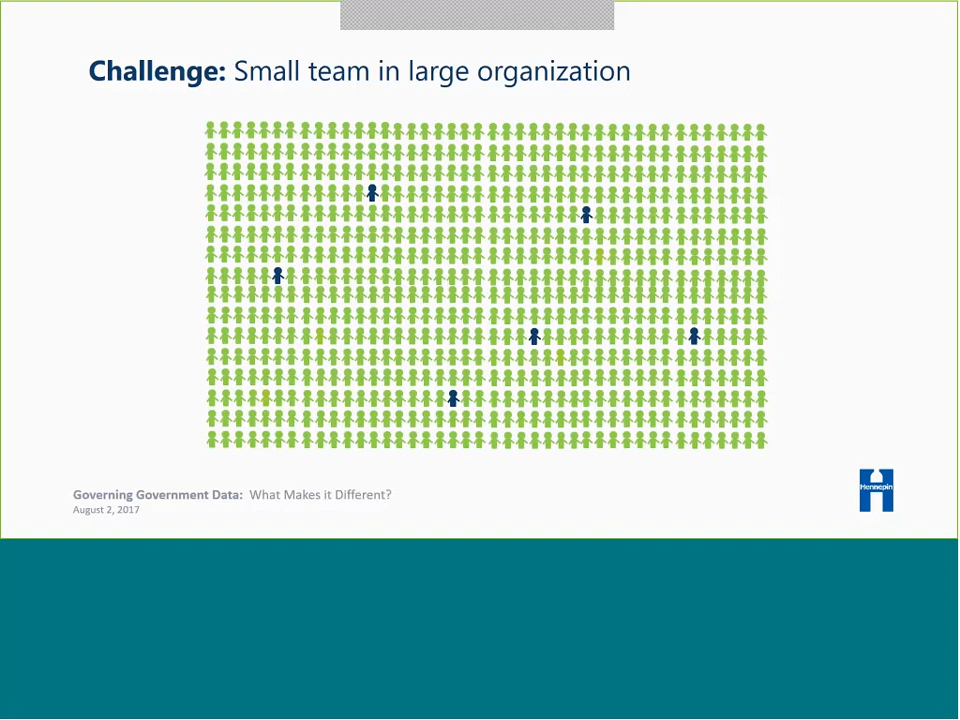 Challenge: Small team in large organization
Hennepin
Governing Government Data: What Makes it Different?
August 2, 2017